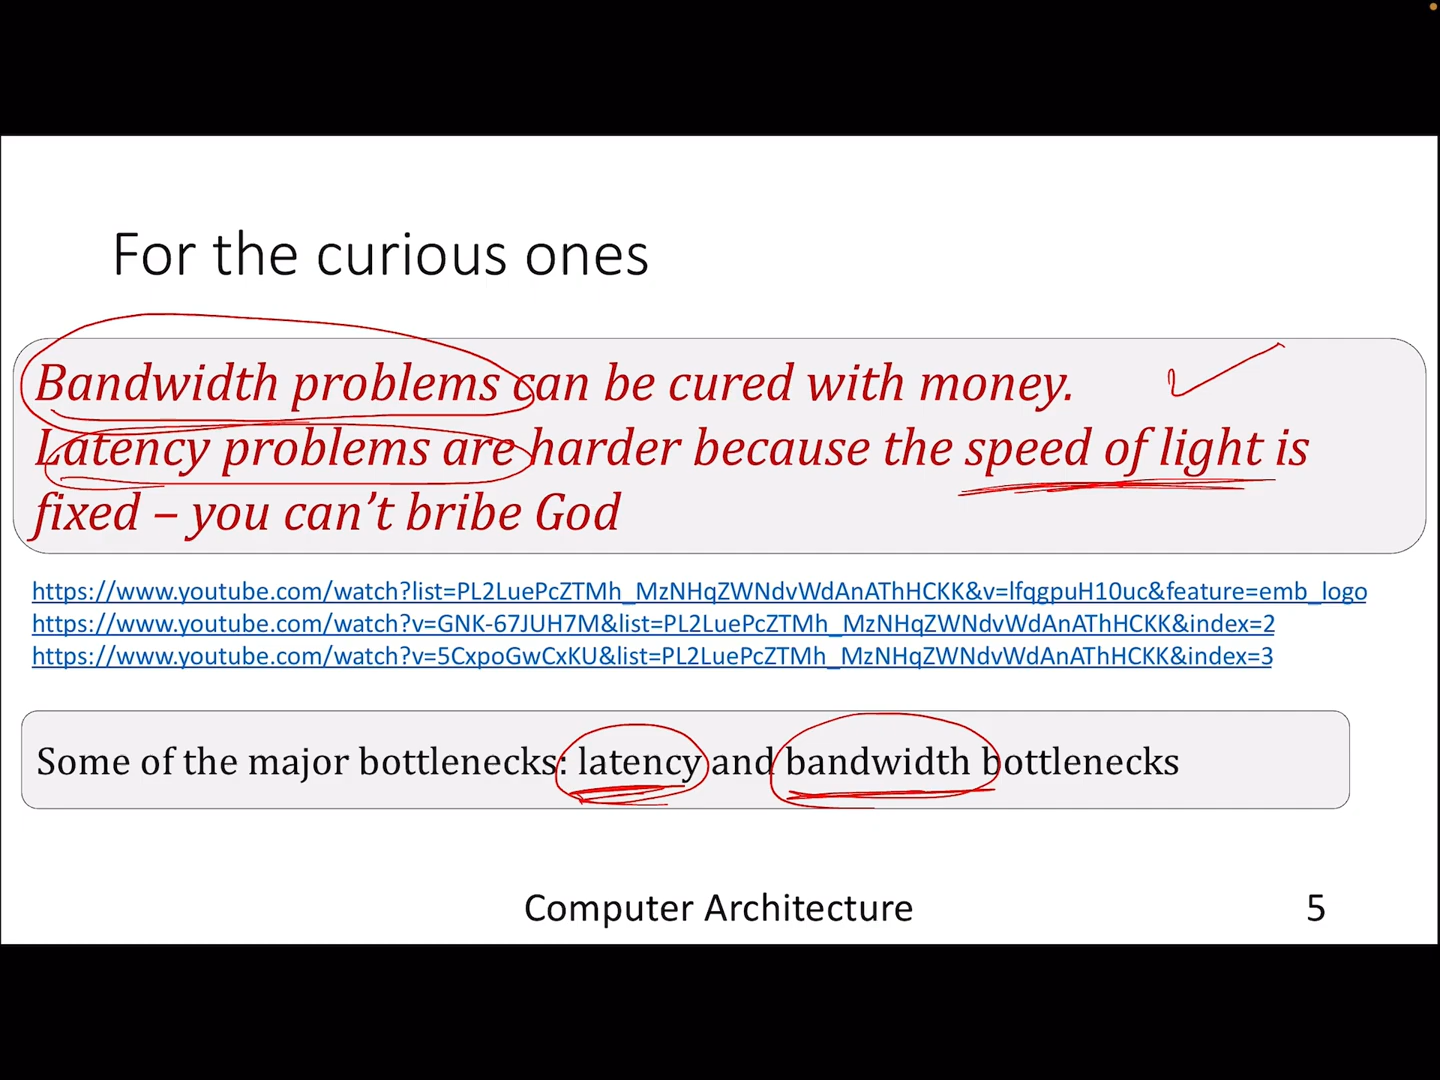 For the curious ones
Bandwidth problems can be cured with money.
Latency problems are harder because the speed of light is
fixed – you can’t bribe God
https://www.youtube.com/watch?list=PL2LuePcZTMh_MzNHqZWNdvWdAnAThHCKK&v=lfqgpuH10uc&feature=emb_logo
https://www.youtube.com/watch?v=GNK-67JUH7M&list=PL2LuePcZTMh_MzNHqZWNdvWdAnAThHCKK&index=2
https://www.youtube.com/watch?v=5CxpoGwCxKU&list=PL2LuePcZTMh_MzNHqZWNdvWdAnAThHCKK&index=3
Some of the major bottlenecks: latency and bandwidth bottlenecks
Computer Architecture
5